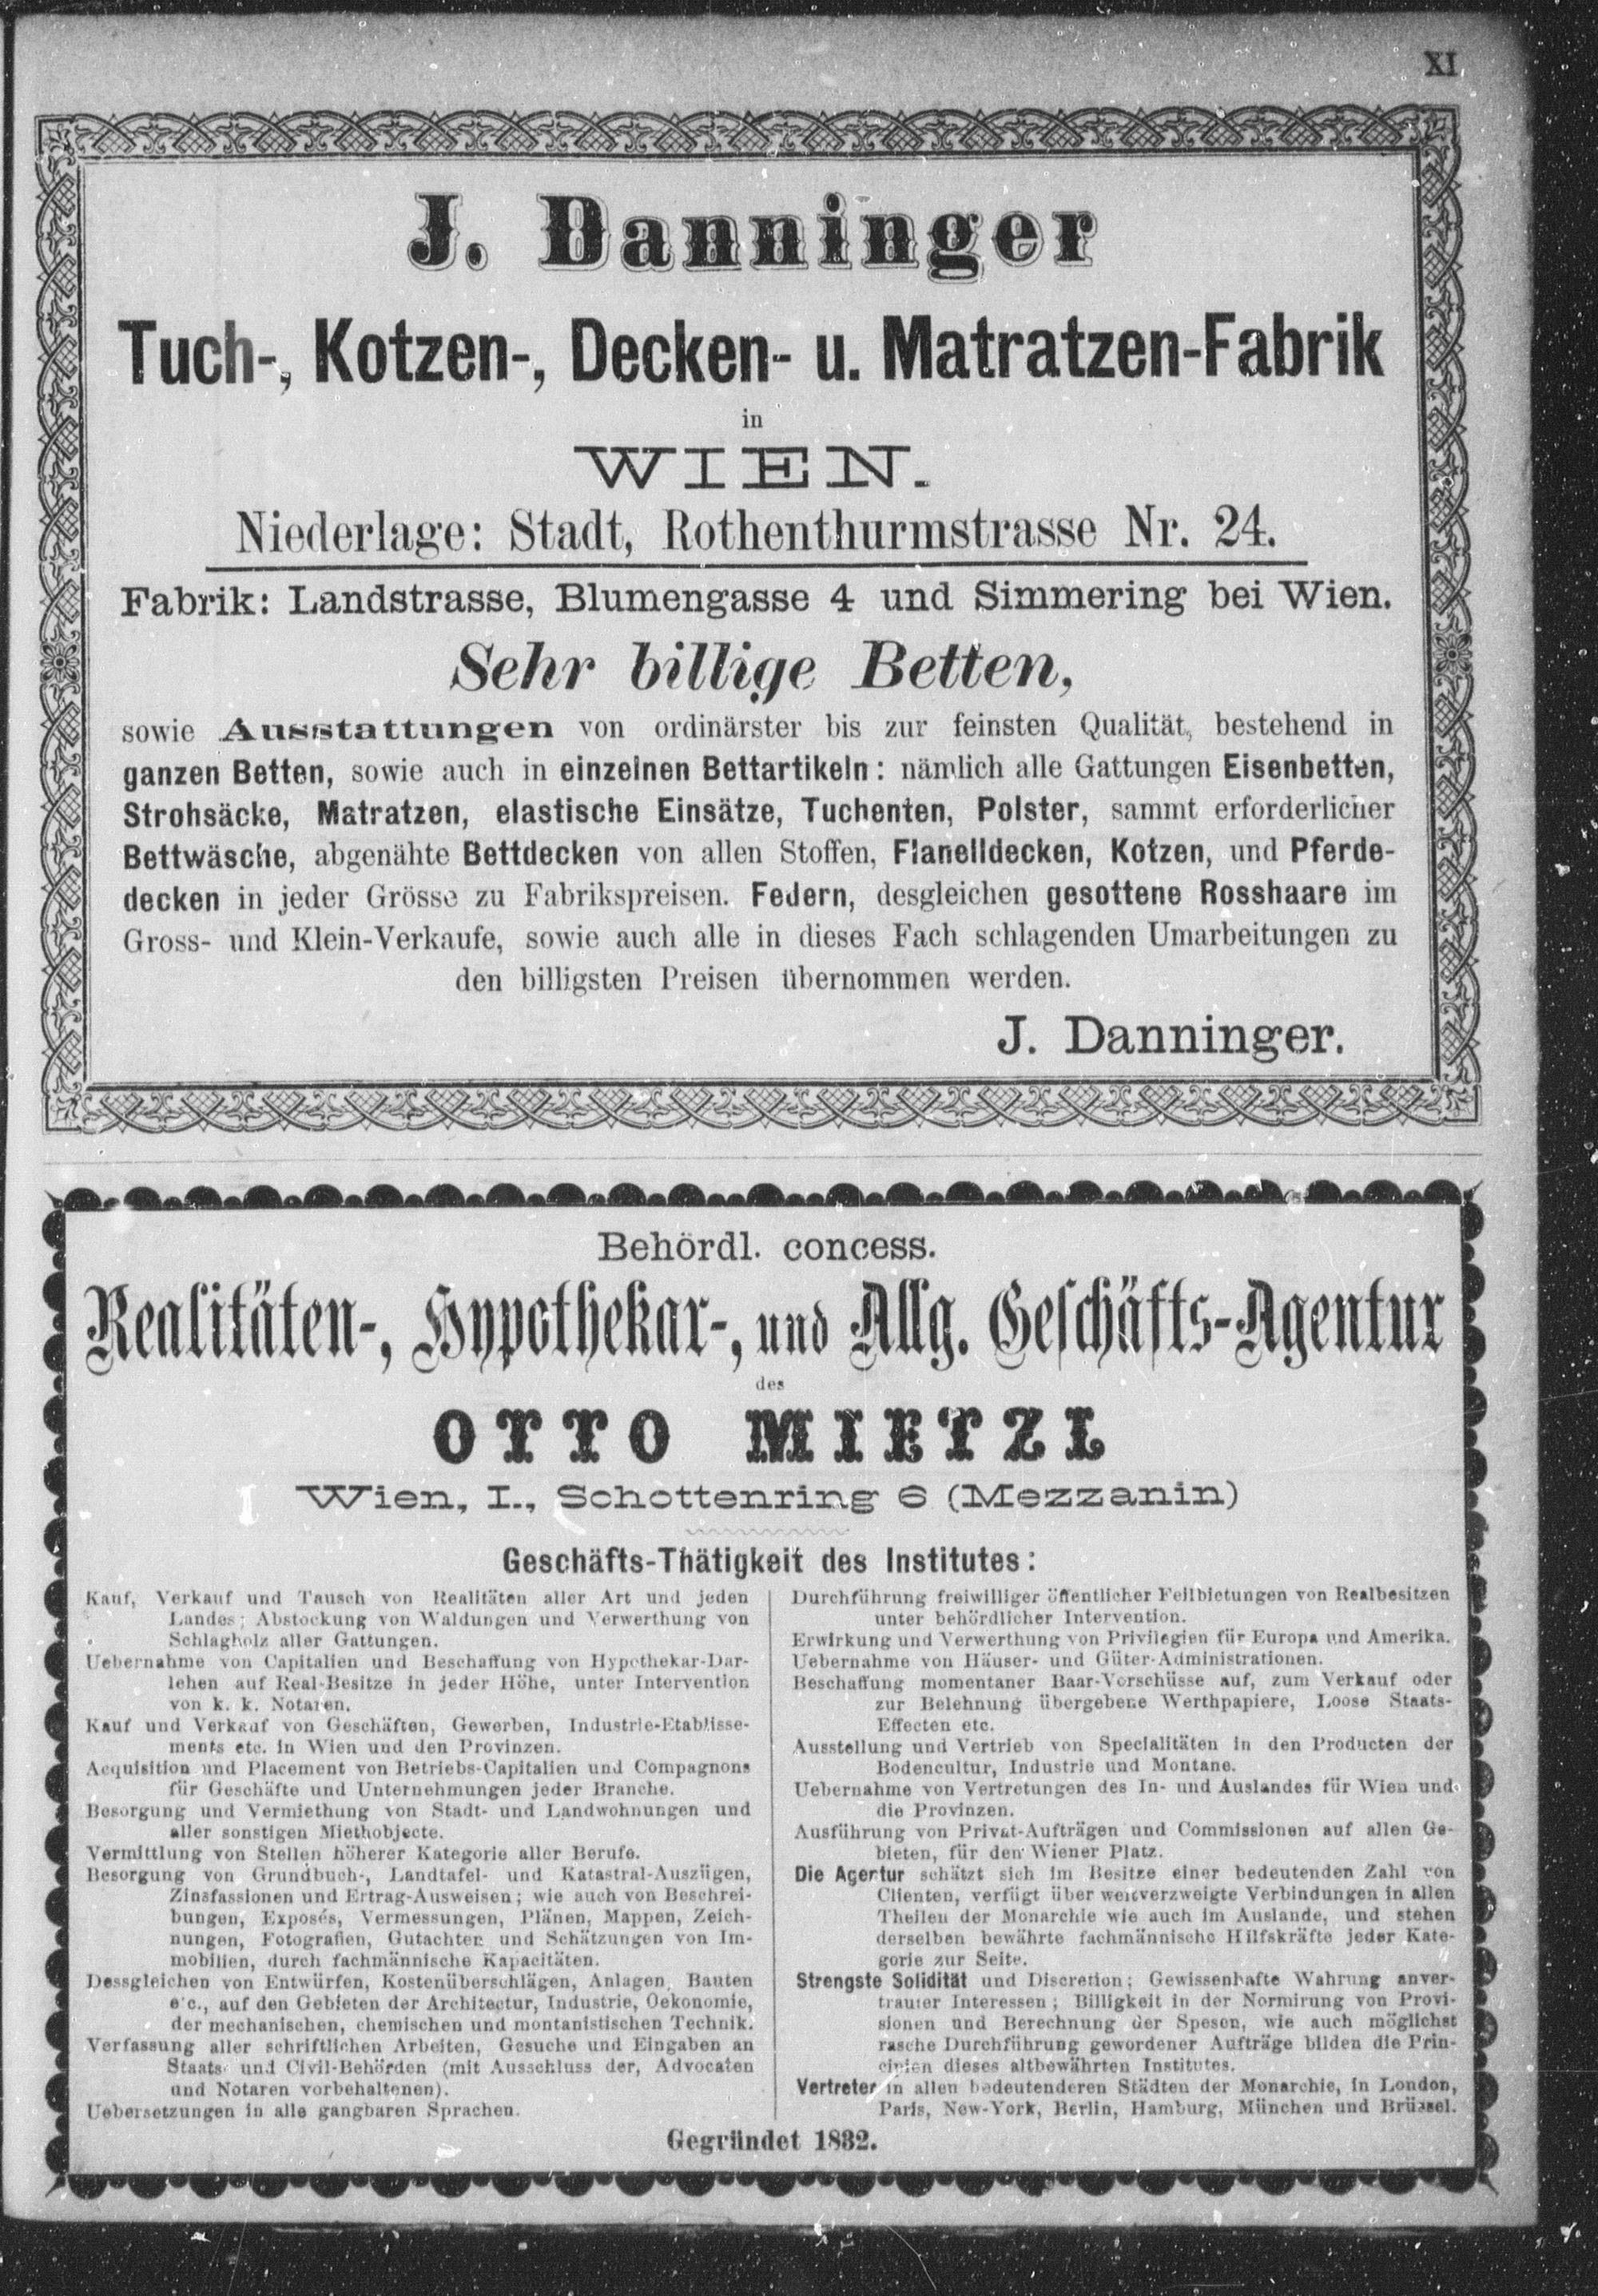 XI
J. Danninger
Tuch-, Kotzen-, Decken- u. Matratzen-Fabrik
in
WIEN.
Niederlage: Stadt, Rothenthurmstrasse Nr. 24.
Fabrik: Landstrasse, Blumengasse 4 und Simmering bei Wien.
Sehr billige Betten,
sowie Ausstattungen von ordinärster bis zur feinsten Qualität, bestehend in
ganzen Betten, sowie auch in einzelnen Bettartikeln: nämlich alle Gattungen Eisenbetten,
Strohsäcke, Matratzen, elastische Einsätze, Tuchenten, Polster, sammt erforderlicher
Bettwäsche, abgenähte Bettdecken von allen Stoffen, Flanelldecken, Kotzen, und Pferde-
decken in jeder Grösse zu Fabrikspreisen. Federn, desgleichen gesottene Rosshaare im
Gross- und Klein-Verkaufe, sowie auch alle in dieses Fach schlagenden Umarbeitungen zu
den billigsten Preisen übernommen werden.
J. Danninger.
Behördl. concess.
Realitäten-, Hypothekar-, und Allg. Geschäfts-Agentur
des
OTTO MIETZL
Wien, I., Schottenring 6 (Mezzanin)
Geschäfts-Thätigkeit des Institutes:
Kauf, Verkauf und Tausch von Realitäten aller Art und jeden
Landes; Abstockung von Waldungen und Verwerthung von
Schlagholz aller Gattungen.
Uebernahme von Capitalien und Beschaffung von Hypothekar-Dar-
lehen auf Real-Besitze in jeder Höhe, unter Intervention
von k. k. Notaren.
Kauf und Verkauf von Geschäften, Gewerben, Industrie-Etablisse-
ments etc. in Wien und den Provinzen.
Acquisition und Placement von Betriebs-Capitalien und Compagnons
für Geschäfte und Unternehmungen jeder Branche.
Besorgung und Vermiethung von Stadt- und Landwohnungen und
aller sonstigen Miethobjecte.
Vermittlung von Stellen höherer Kategorie aller Berufe.
Besorgung von Grundbuch-, Landtafel- und Katastral-Auszügen,
Zinsfassionen und Ertrag-Ausweisen; wie auch von Beschrei-
bungen, Exposés, Vermessungen, Plänen, Mappen, Zeich-
nungen, Fotografien, Gutachten und Schätzungen von Im-
mobilien, durch fachmännische Kapacitäten.
Dessgleichen von Entwürfen, Kostenüberschlägen, Anlagen, Bauten
etc., auf den Gebieten der Architectur, Industrie, Oekonomie,
der mechanischen, chemischen und montanistischen Technik.
Verfassung aller schriftlichen Arbeiten, Gesuche und Eingaben an
Staats- und Civil-Behörden (mit Ausschluss der, Advocaten
und Notaren vorbehaltenen).
Uebersetzungen in alle gangbaren Sprachen.
Durchführung freiwilliger öffentlicher Feilbietungen von Realbesitzen
unter behördlicher Intervention.
Erwirkung und Verwerthung von Privilegien für Europa und Amerika.
Uebernahme von Häuser- und Güter-Administrationen.
Beschaffung momentaner Baar-Vorschüsse auf, zum Verkauf oder
zur Belehnung übergebene Werthpapiere, Loose Staats-
Effecten etc.
Ausstellung und Vertrieb von Specialitäten in den Producten der
Bodencultur, Industrie und Montane.
Uebernahme von Vertretungen des In- und Auslandes für Wien und
die Provinzen.
Ausführung von Privat-Aufträgen und Commissionen auf allen Ge-
bieten, für den Wiener Platz.
Die Agentur schätzt sich im Besitze einer bedeutenden Zahl von
Clienten, verfügt über weitverzweigte Verbindungen in allen
Theilen der Monarchie wie auch im Auslande, und stehen
derselben bewährte fachmännische Hilfskräfte jeder Kate-
gorie zur Seite.
Strengste Solidität und Discretion; Gewissenhafte Wahrung anver-
trauter Interessen; Billigkeit in der Normirung von Provi-
sionen und Berechnung der Spesen, wie auch möglichst
rasche Durchführung gewordener Aufträge bilden die Prin-
cipien dieses altbewährten Institutes.
Vertreter in allen bedeutenderen Städten der Monarchie, in London,
Paris, New-York, Berlin, Hamburg, München und Brüssel.
Gegründet 1832.